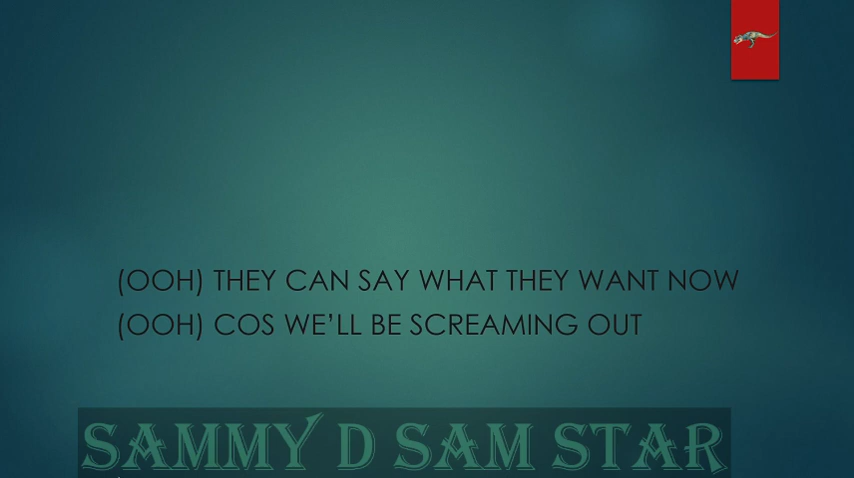 (OOH) THEY CAN SAY WHAT THEY WANT NOW
(OOH) COS WE’LL BE SCREAMING OUT
SAMMY D SAM STAR